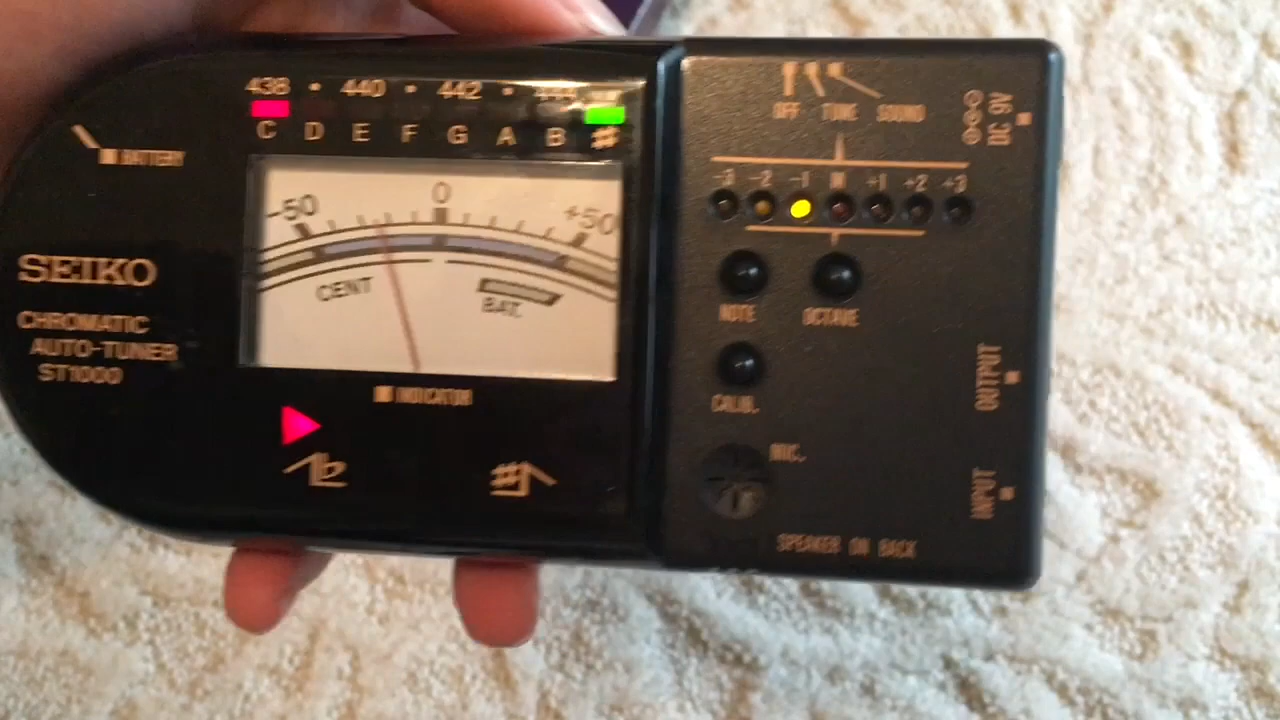 438 • 440 • 442 • 444
C D E F G A B #
BATTERY
-50 0 +50
CENT
BAT.
SEIKO
CHROMATIC
AUTO-TUNER
ST1000
INDICATOR
OFF TUNE SOUND
DC 9V
-3 -2 -1 M +1 +2 +3
NOTE OCTAVE
CALIB.
MIC.
OUTPUT
INPUT
SPEAKER ON BACK